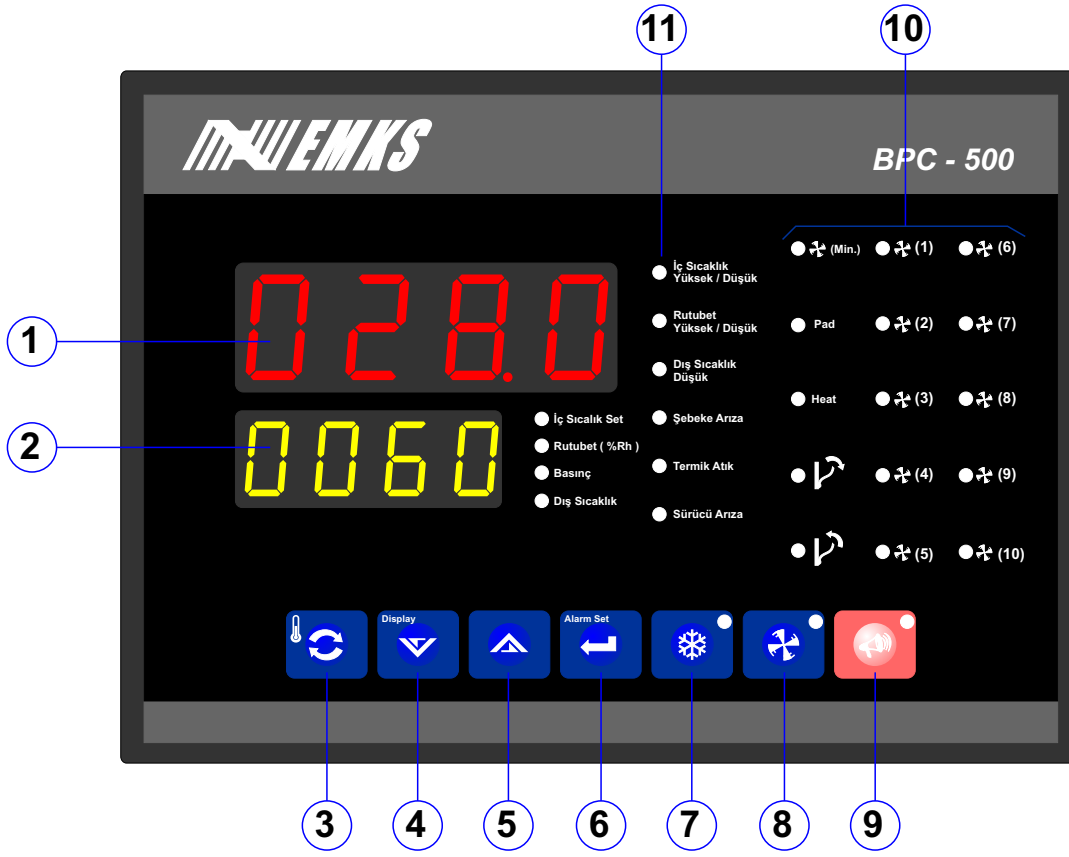 11
10
EMKS
BPC - 500
028.0
0060
1
2
İç Sıcalık Set
Rutubet ( %Rh )
Basınç
Dış Sıcaklık
İç Sıcaklık
Yüksek / Düşük
Rutubet
Yüksek / Düşük
Dış Sıcaklık
Düşük
Şebeke Arıza
Termik Atık
Sürücü Arıza
(Min.) (1) (6)
Pad (2) (7)
Heat (3) (8)
(4) (9)
(5) (10)
Display
Alarm Set
3
4
5
6
7
8
9